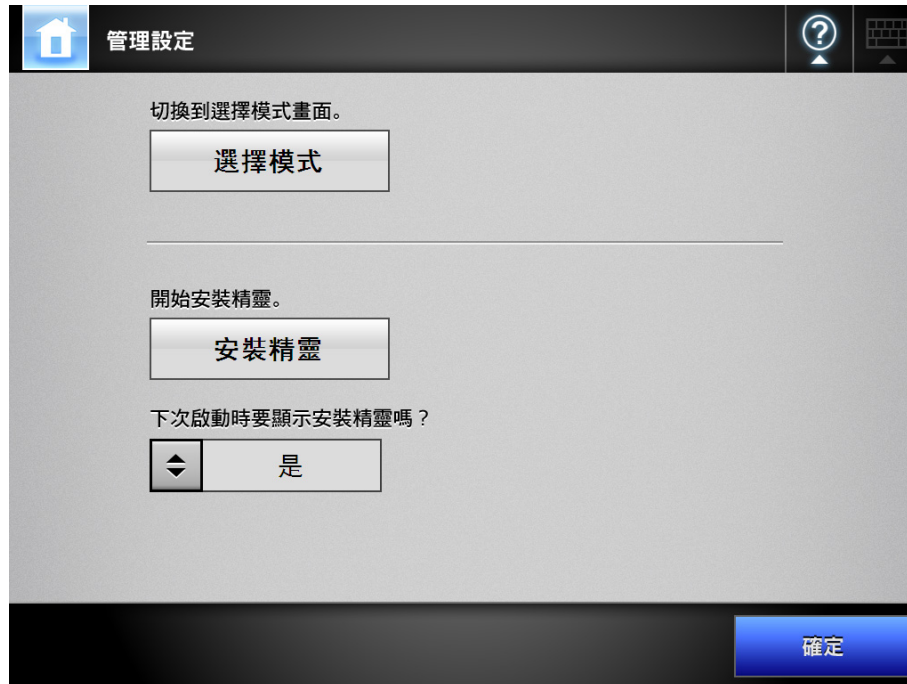 管理設定
?
切換到選擇模式畫面。
選擇模式
開始安裝精靈。
安裝精靈
下次啟動時要顯示安裝精靈嗎？
是
確定